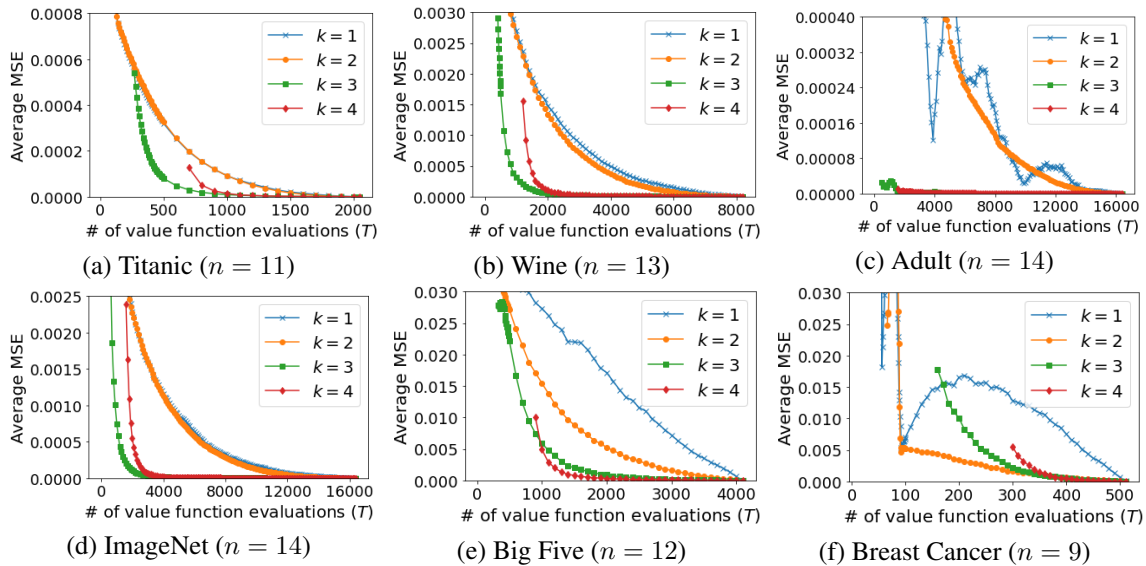 0.0008
0.0006
0.0004
0.0002
0.0000
Average MSE
k = 1
k = 2
k = 3
k = 4
0 500 1000 1500 2000
# of value function evaluations (T)
(a) Titanic (n = 11)
0.0030
0.0025
0.0020
0.0015
0.0010
0.0005
0.0000
Average MSE
k = 1
k = 2
k = 3
k = 4
0 2000 4000 6000 8000
# of value function evaluations (T)
(b) Wine (n = 13)
0.00040
0.00032
0.00024
0.00016
0.00008
0.00000
Average MSE
k = 1
k = 2
k = 3
k = 4
0 4000 8000 12000 16000
# of value function evaluations (T)
(c) Adult (n = 14)
0.0025
0.0020
0.0015
0.0010
0.0005
0.0000
Average MSE
k = 1
k = 2
k = 3
k = 4
0 4000 8000 12000 16000
# of value function evaluations (T)
(d) ImageNet (n = 14)
0.030
0.025
0.020
0.015
0.010
0.005
0.000
Average MSE
k = 1
k = 2
k = 3
k = 4
0 1000 2000 3000 4000
# of value function evaluations (T)
(e) Big Five (n = 12)
0.030
0.025
0.020
0.015
0.010
0.005
0.000
Average MSE
k = 1
k = 2
k = 3
k = 4
0 100 200 300 400 500
# of value function evaluations (T)
(f) Breast Cancer (n = 9)